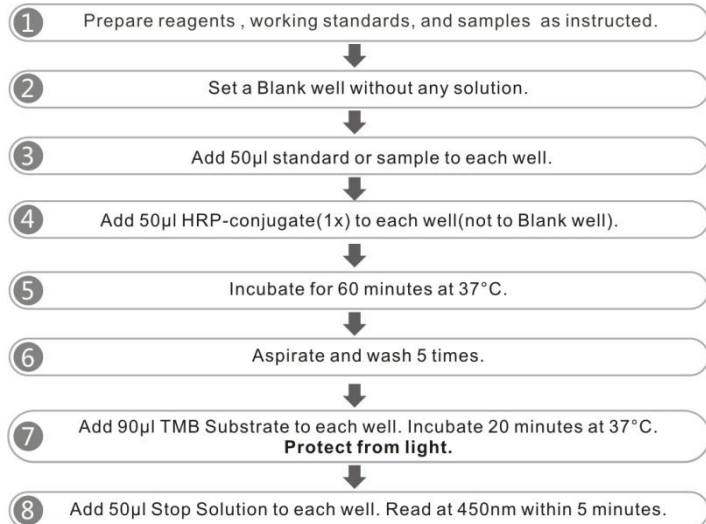 1 Prepare reagents , working standards, and samples as instructed.
2 Set a Blank well without any solution.
3 Add 50μl standard or sample to each well.
4 Add 50μl HRP-conjugate(1x) to each well(not to Blank well).
5 Incubate for 60 minutes at 37°C.
6 Aspirate and wash 5 times.
7 Add 90μl TMB Substrate to each well. Incubate 20 minutes at 37°C.
Protect from light.
8 Add 50μl Stop Solution to each well. Read at 450nm within 5 minutes.